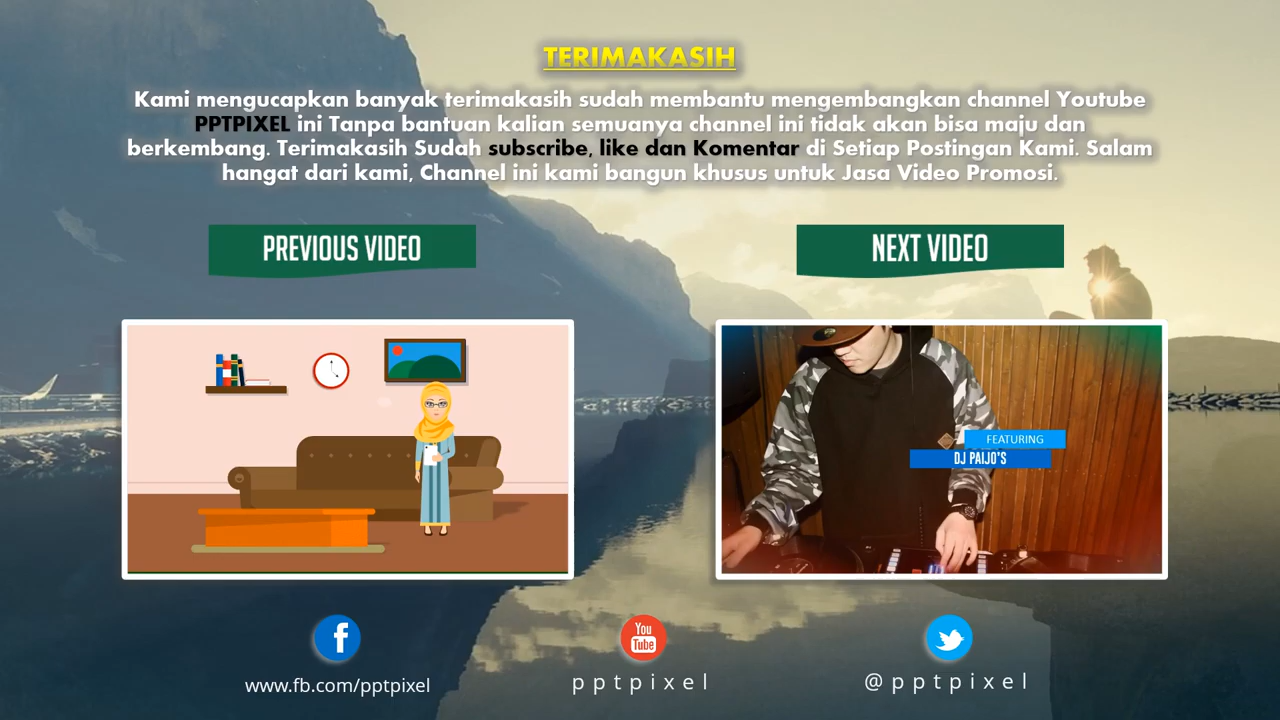 TERIMAKASIH
Kami mengucapkan banyak terimakasih sudah membantu mengembangkan channel Youtube
PPTPIXEL ini Tanpa bantuan kalian semuanya channel ini tidak akan bisa maju dan
berkembang. Terimakasih Sudah subscribe, like dan Komentar di Setiap Postingan Kami. Salam
hangat dari kami, Channel ini kami bangun khusus untuk Jasa Video Promosi.
PREVIOUS VIDEO
NEXT VIDEO
FEATURING
DJ PAIJO'S
You
Tube
www.fb.com/pptpixel
pptpixel
@pptpixel